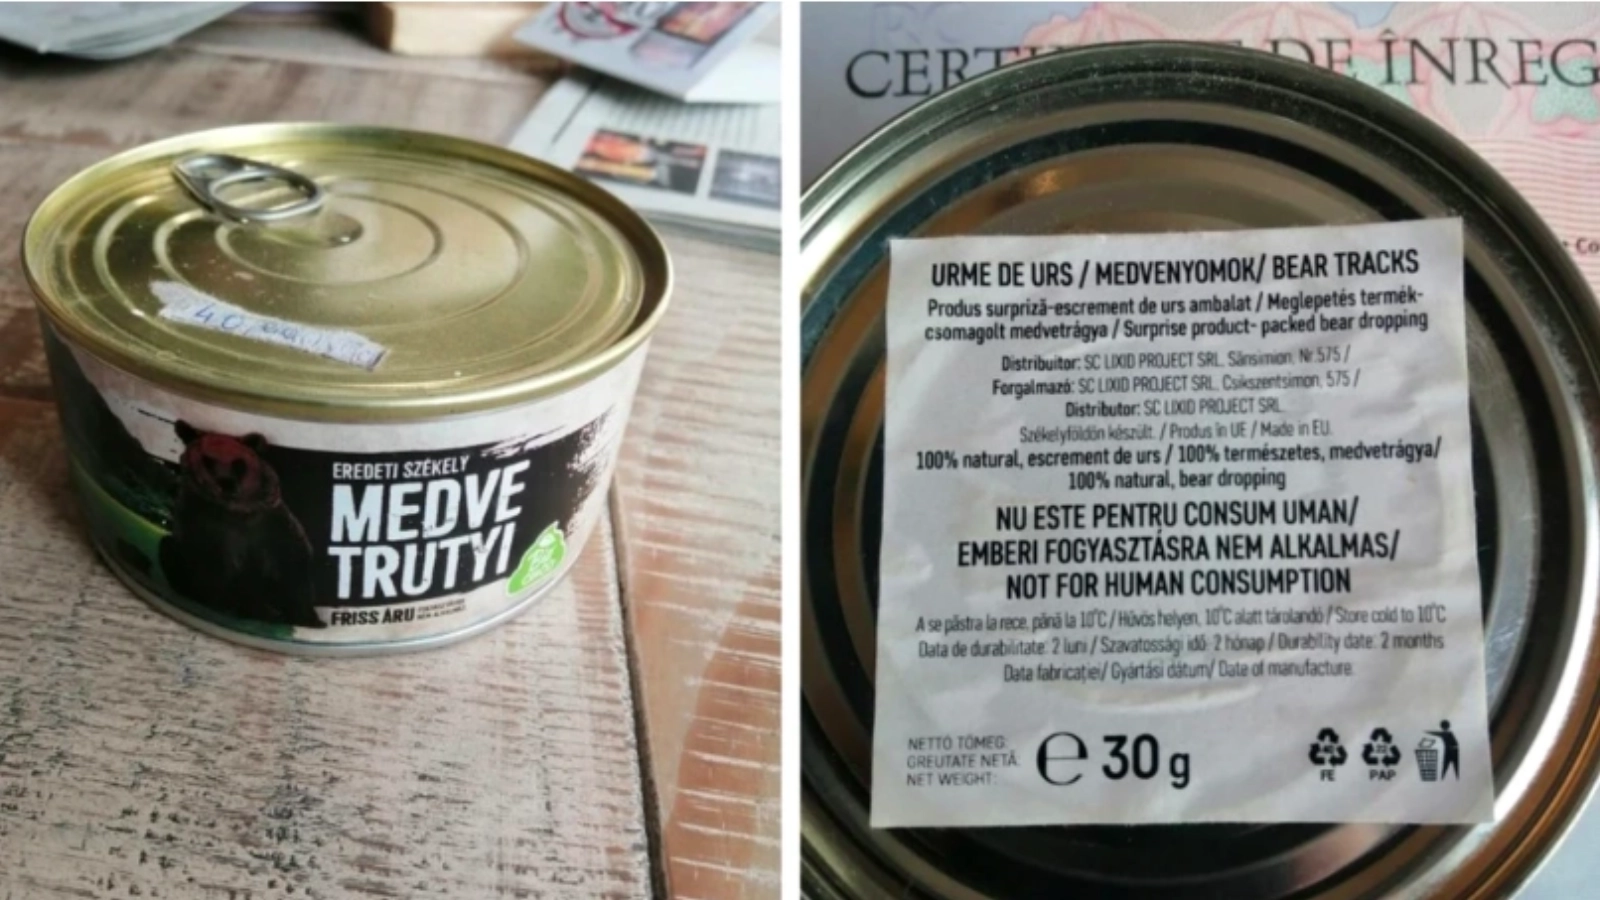 40
EREDETI SZÉKELY
MEDVE
TRUTYI
FRISS ÁRU
CERT DE ÎNREG
Co
URME DE URS / MEDVENYOMOK/ BEAR TRACKS
Produs surpriză-escrement de urs ambalat / Meglepetés termék-
csomagolt medvetrágya / Surprise product- packed bear dropping
Distribuitor: SC LIXID PROJECT SRL. Sânsimion, Nr 575 /
Forgalmazó: SC LIXID PROJECT SRL. Csikszentsimon, 575 /
Distributor: SC LIXID PROJECT SRL.
Székelyföldön készült. / Produs în UE / Made in EU.
100% natural, escrement de urs / 100% természetes, medvetrágya/
100% natural, bear dropping
NU ESTE PENTRU CONSUM UMAN/
EMBERI FOGYASZTÁSRA NEM ALKALMAS/
NOT FOR HUMAN CONSUMPTION
A se păstra la rece, până la 10°C / Hűvös helyen, 10°C alatt tárolandó / Store cold to 10°C
Data de durabilitate: 2 luni / Szavatossági idő: 2 hónap / Durability date: 2 months
Data fabricației/ Gyártási dátum/ Date of manufacture:
NETTÓ TÖMEG:
GREUTATE NETĂ:
NET WEIGHT:
℮ 30 g
40
FE
22
PAP